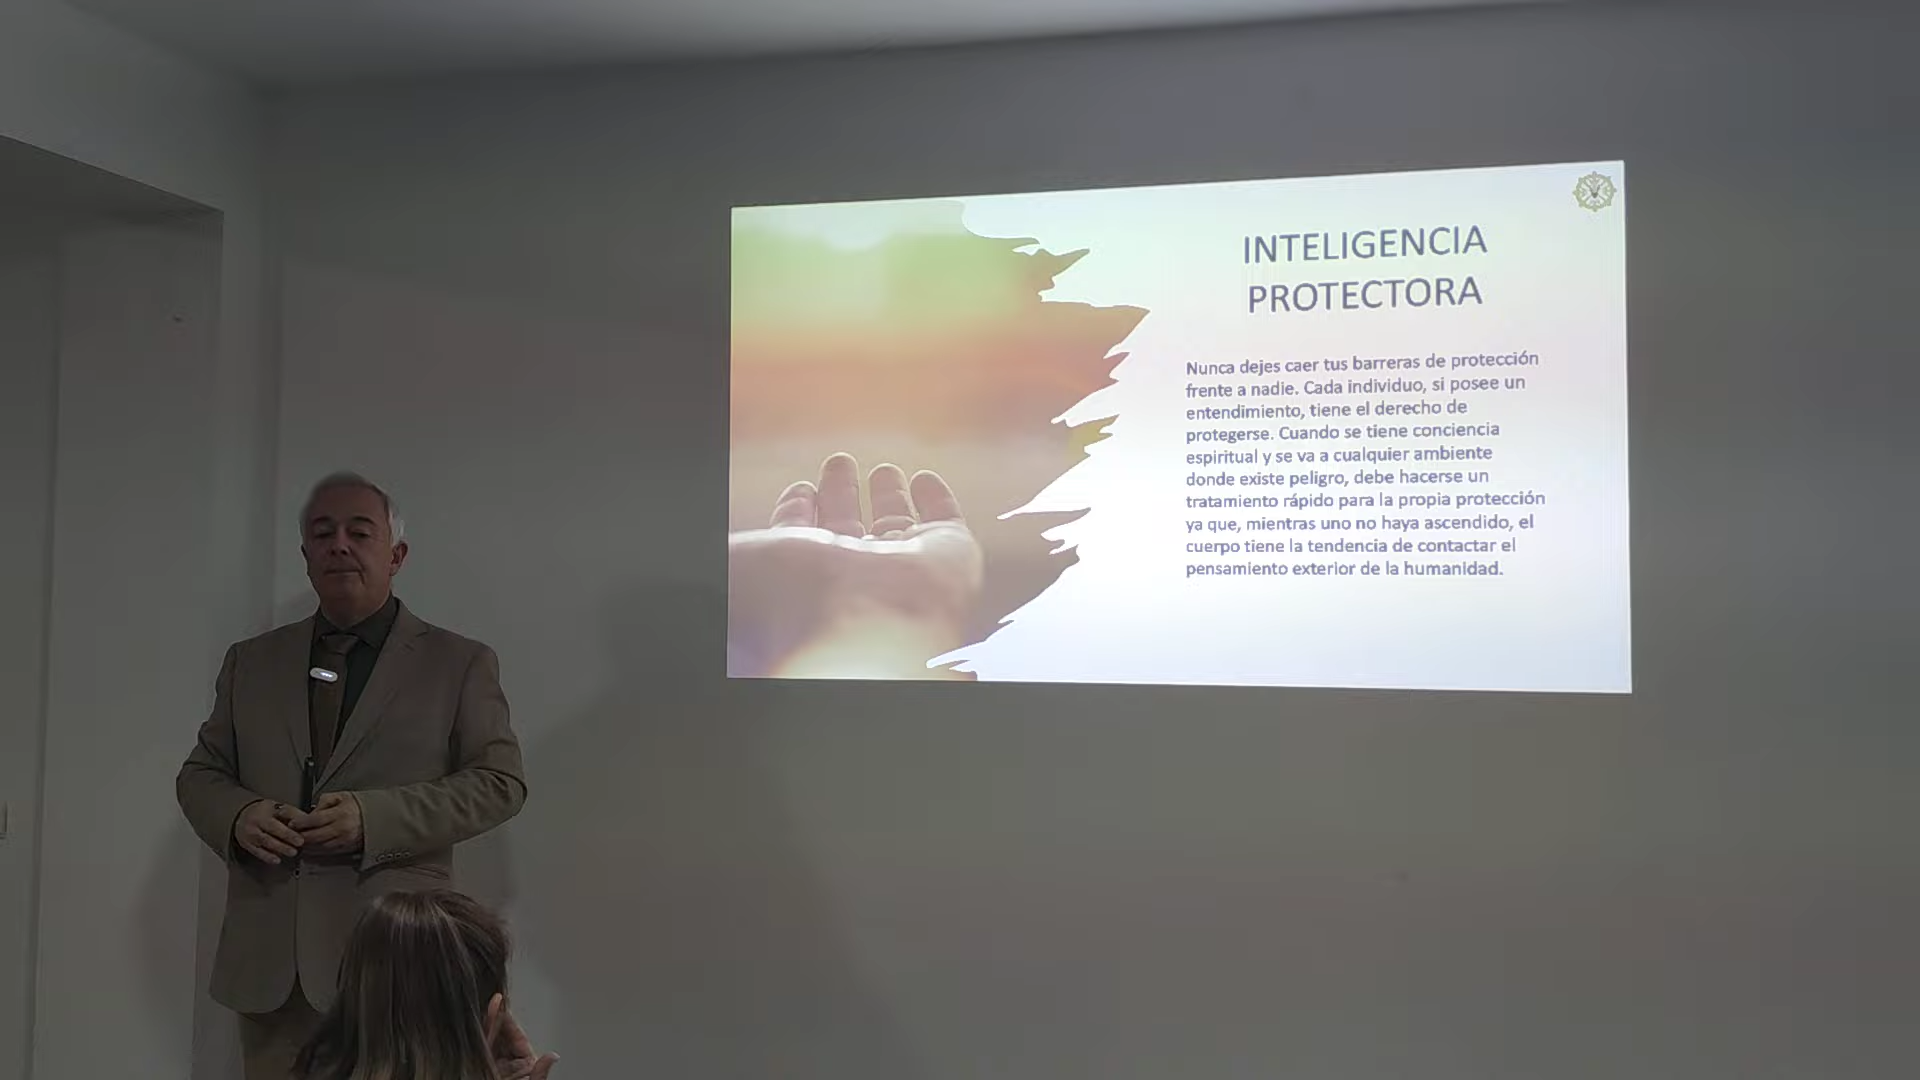 INTELIGENCIA
PROTECTORA
Nunca dejes caer tus barreras de protección
frente a nadie. Cada individuo, si posee un
entendimiento, tiene el derecho de
protegerse. Cuando se tiene conciencia
espiritual y se va a cualquier ambiente
donde existe peligro, debe hacerse un
tratamiento rápido para la propia protección
ya que, mientras uno no haya ascendido, el
cuerpo tiene la tendencia de contactar el
pensamiento exterior de la humanidad.